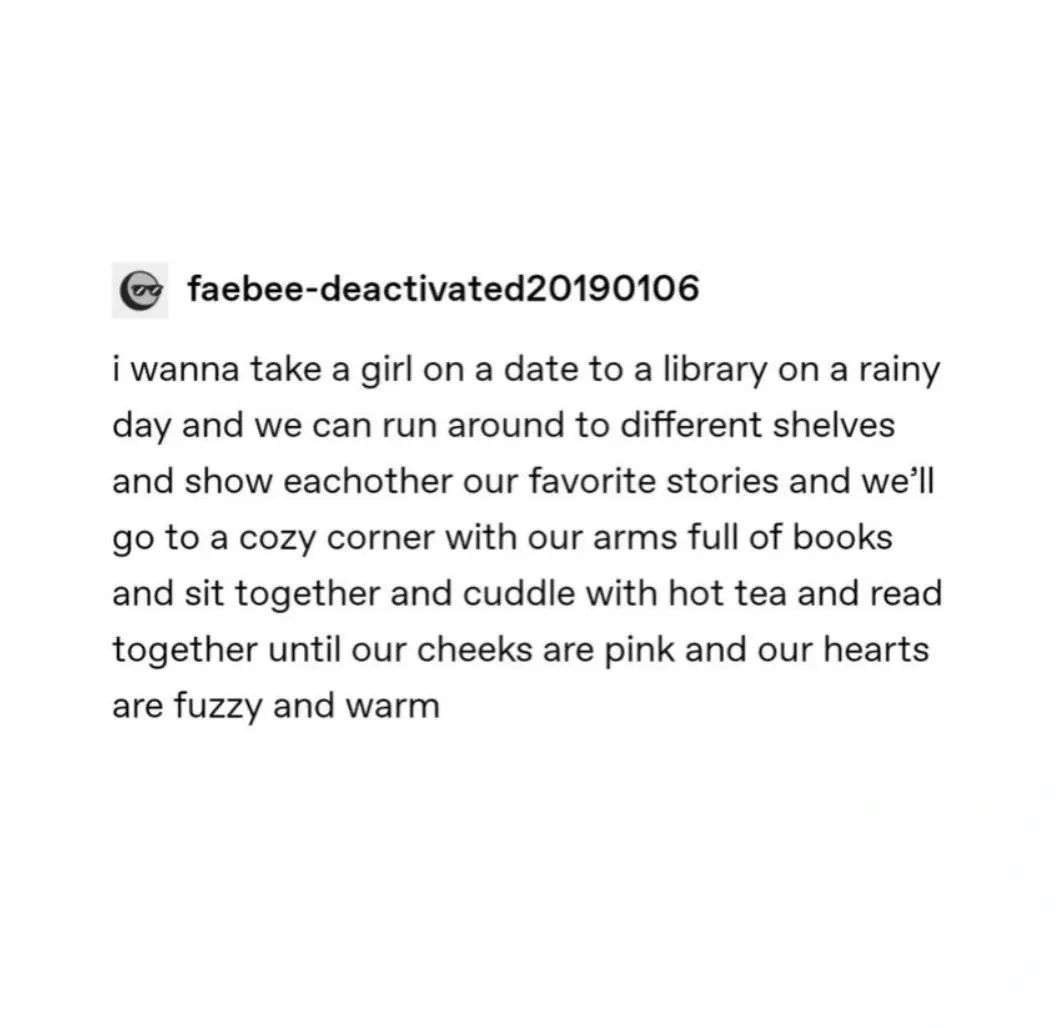 faebee-deactivated20190106
i wanna take a girl on a date to a library on a rainy
day and we can run around to different shelves
and show eachother our favorite stories and we’ll
go to a cozy corner with our arms full of books
and sit together and cuddle with hot tea and read
together until our cheeks are pink and our hearts
are fuzzy and warm